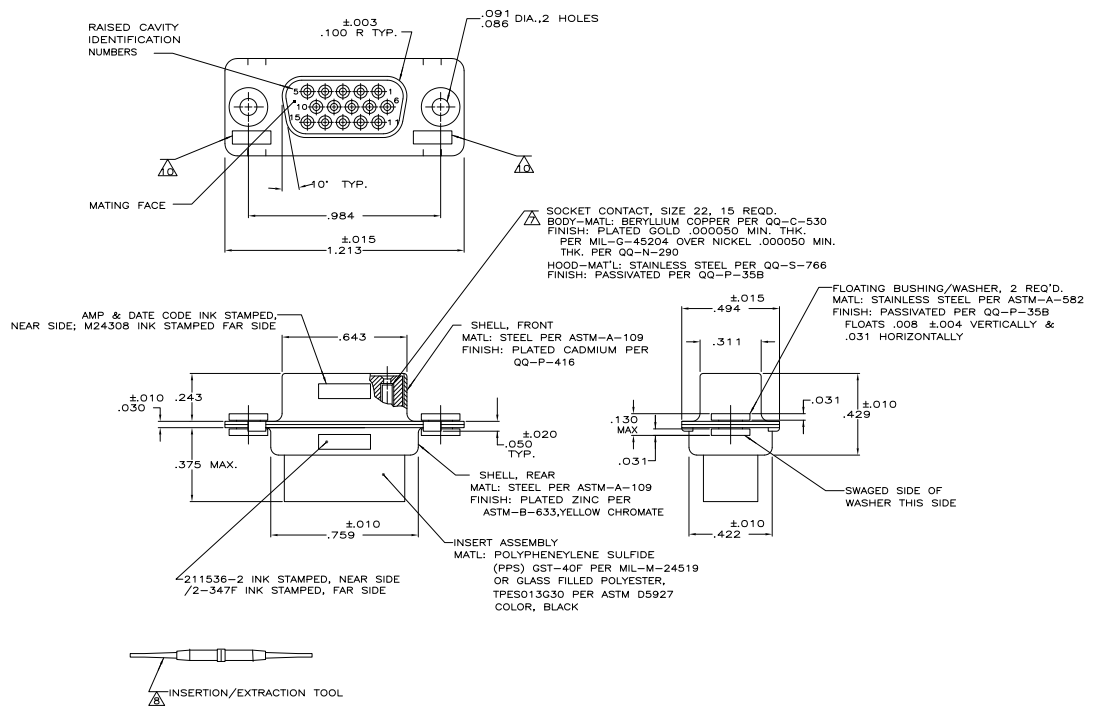 RAISED CAVITY
IDENTIFICATION
NUMBERS
±.003
.100 R TYP.
.091
.086 DIA.,2 HOLES
5
1
10
6
15
11
10
10
10° TYP.
MATING FACE
.984
±.015
1.213
7
SOCKET CONTACT, SIZE 22, 15 REQD.
BODY-MATL: BERYLLIUM COPPER PER QQ-C-530
FINISH: PLATED GOLD .000050 MIN. THK.
PER MIL-G-45204 OVER NICKEL .000050 MIN.
THK. PER QQ-N-290
HOOD-MAT'L: STAINLESS STEEL PER QQ-S-766
FINISH: PASSIVATED PER QQ-P-35B
FLOATING BUSHING/WASHER, 2 REQ'D.
MATL: STAINLESS STEEL PER ASTM-A-582
FINISH: PASSIVATED PER QQ-P-35B
FLOATS .008 ±.004 VERTICALLY &
.031 HORIZONTALLY
AMP & DATE CODE INK STAMPED,
NEAR SIDE; M24308 INK STAMPED FAR SIDE
.643
SHELL, FRONT
MATL: STEEL PER ASTM-A-109
FINISH: PLATED CADMIUM PER
QQ-P-416
±.015
.494
.311
±.010
.030
.243
.375 MAX.
±.020
.050
TYP.
.130
MAX
.031
.031
±.010
.429
SHELL, REAR
MATL: STEEL PER ASTM-A-109
FINISH: PLATED ZINC PER
ASTM-B-633,YELLOW CHROMATE
SWAGED SIDE OF
WASHER THIS SIDE
±.010
.759
±.010
.422
INSERT ASSEMBLY
MATL: POLYPHENEYLENE SULFIDE
(PPS) GST-40F PER MIL-M-24519
OR GLASS FILLED POLYESTER,
TPES013G30 PER ASTM D5927
COLOR, BLACK
211536-2 INK STAMPED, NEAR SIDE
/2-347F INK STAMPED, FAR SIDE
8
INSERTION/EXTRACTION TOOL